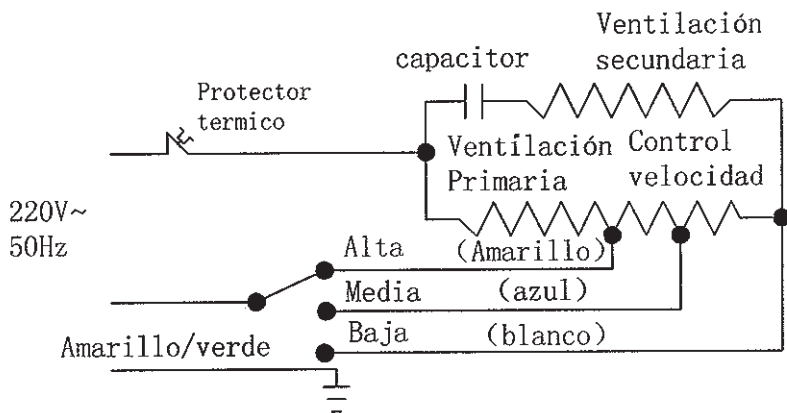 Ventilación
secundaria
capacitor
Protector
termico
Ventilación
Primaria
Control
velocidad
220V~
50Hz
Alta (Amarillo)
Media (azul)
Baja (blanco)
Amarillo/verde